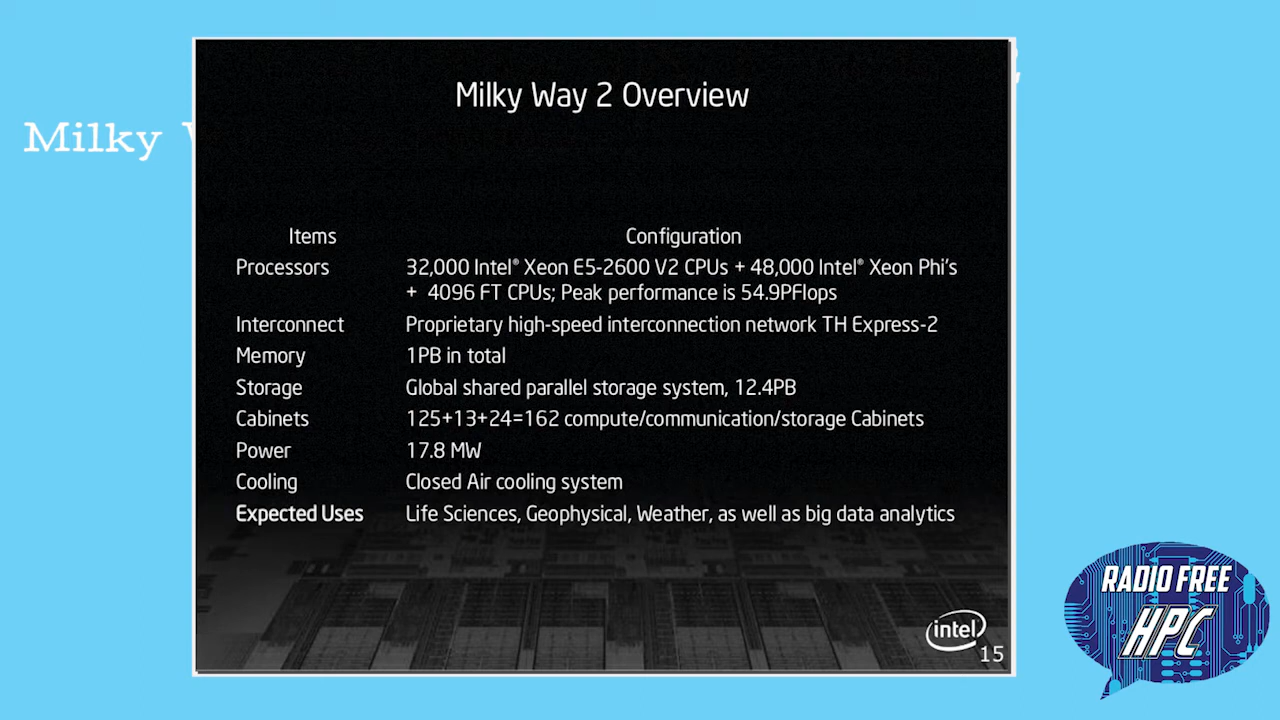 Milky Way 2 Overview
Milky
Items Configuration
Processors 32,000 Intel® Xeon E5-2600 V2 CPUs + 48,000 Intel® Xeon Phi's
+ 4096 FT CPUs; Peak performance is 54.9PFlops
Interconnect Proprietary high-speed interconnection network TH Express-2
Memory 1PB in total
Storage Global shared parallel storage system, 12.4PB
Cabinets 125+13+24=162 compute/communication/storage Cabinets
Power 17.8 MW
Cooling Closed Air cooling system
Expected Uses Life Sciences, Geophysical, Weather, as well as big data analytics
intel
15
RADIO FREE
HPC